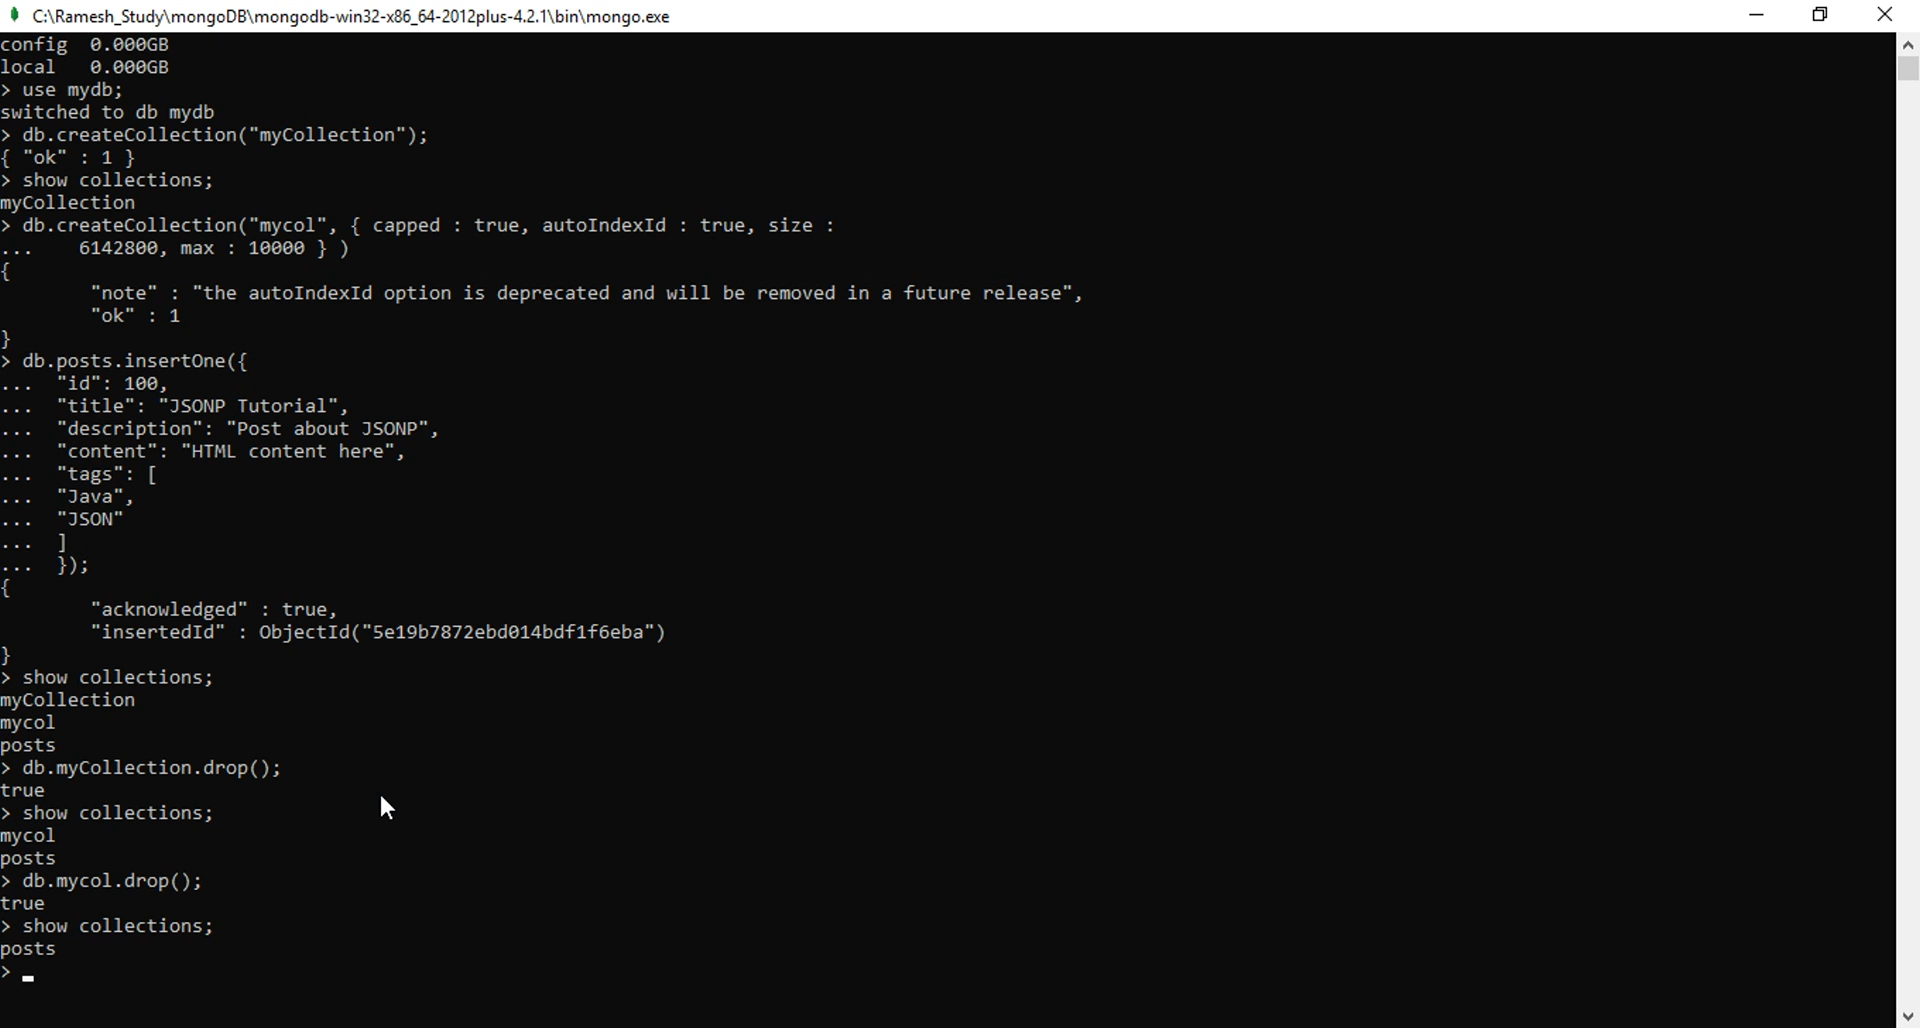 C:\Ramesh_Study\mongoDB\mongodb-win32-x86_64-2012plus-4.2.1\bin\mongo.exe
config  0.000GB
local   0.000GB
> use mydb;
switched to db mydb
> db.createCollection("myCollection");
{ "ok" : 1 }
> show collections;
myCollection
> db.createCollection("mycol", { capped : true, autoIndexId : true, size :
...    6142800, max : 10000 } )
{
        "note" : "the autoIndexId option is deprecated and will be removed in a future release",
        "ok" : 1
}
> db.posts.insertOne({
...  "id": 100,
...  "title": "JSONP Tutorial",
...  "description": "Post about JSONP",
...  "content": "HTML content here",
...  "tags": [
...  "Java",
...  "JSON"
...  ]
...  });
{
        "acknowledged" : true,
        "insertedId" : ObjectId("5e19b7872ebd014bdf1f6eba")
}
> show collections;
myCollection
mycol
posts
> db.myCollection.drop();
true
> show collections;
mycol
posts
> db.mycol.drop();
true
> show collections;
posts
>